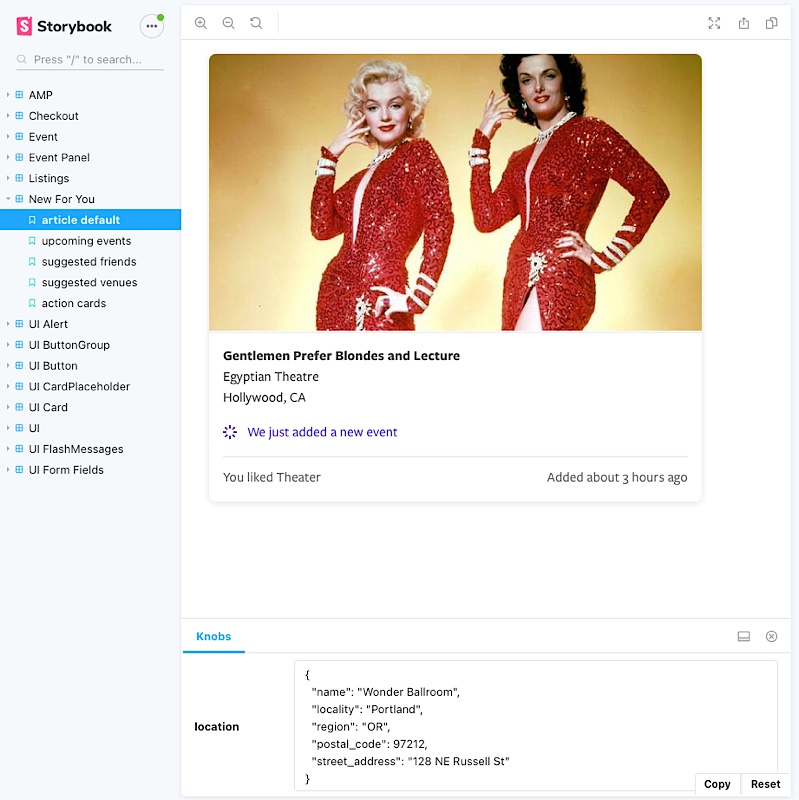 Storybook
Press "/" to search...
AMP
Checkout
Event
Event Panel
Listings
New For You
article default
upcoming events
suggested friends
suggested venues
action cards
UI Alert
UI ButtonGroup
UI Button
UI CardPlaceholder
UI Card
UI
UI FlashMessages
UI Form Fields
Gentlemen Prefer Blondes and Lecture
Egyptian Theatre
Hollywood, CA
We just added a new event
You liked Theater Added about 3 hours ago
Knobs
location
{
"name": "Wonder Ballroom",
"locality": "Portland",
"region": "OR",
"postal_code": 97212,
"street_address": "128 NE Russell St"
}
Copy Reset